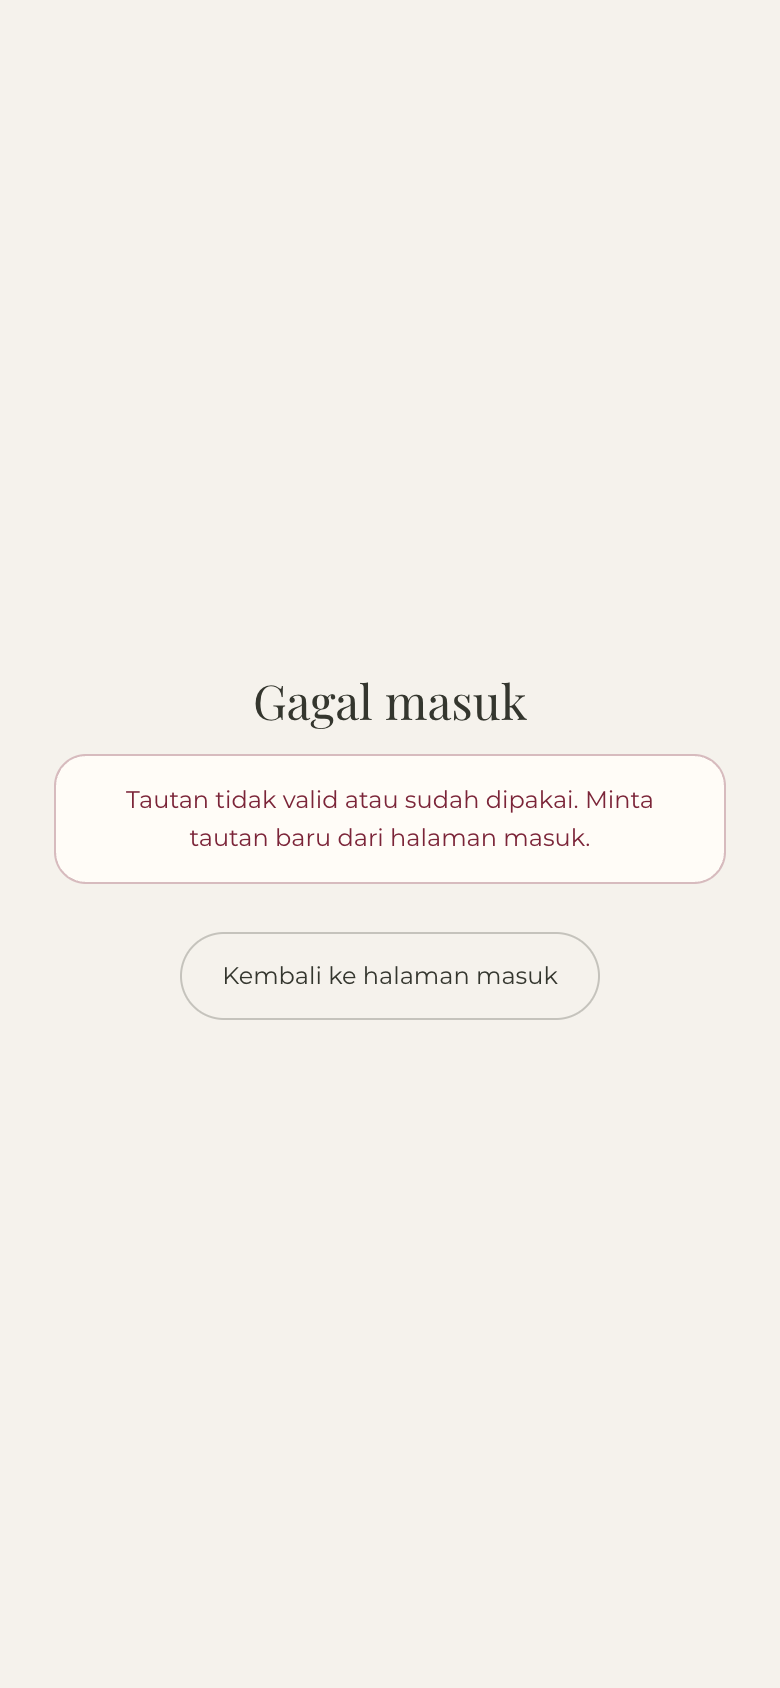 Gagal masuk
Tautan tidak valid atau sudah dipakai. Minta
tautan baru dari halaman masuk.
Kembali ke halaman masuk